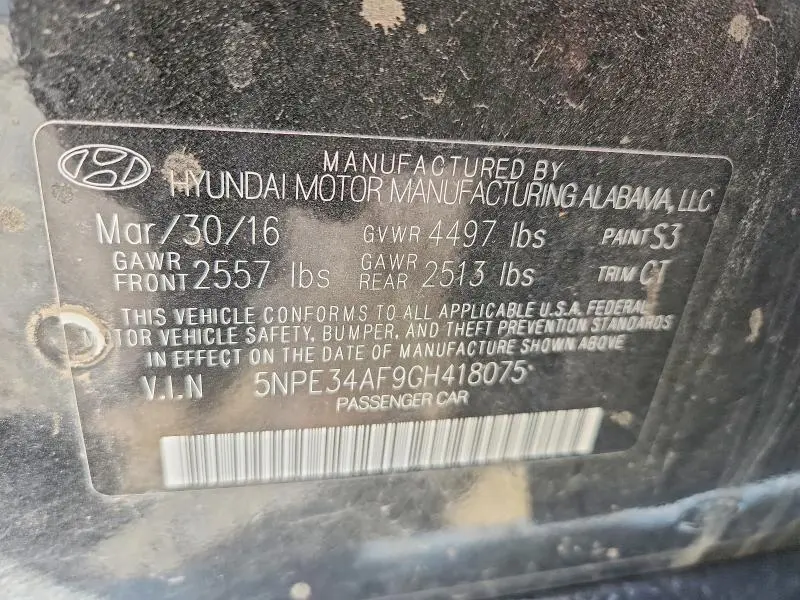 MANUFACTURED BY
HYUNDAI MOTOR MANUFACTURING ALABAMA, LLC
Mar/30/16 GVWR 4497 lbs PAINT S3
GAWR FRONT 2557 lbs GAWR REAR 2513 lbs TRIM CT
THIS VEHICLE CONFORMS TO ALL APPLICABLE U.S.A. FEDERAL
MOTOR VEHICLE SAFETY, BUMPER, AND THEFT PREVENTION STANDARDS
IN EFFECT ON THE DATE OF MANUFACTURE SHOWN ABOVE
V.I.N 5NPE34AF9GH418075
PASSENGER CAR